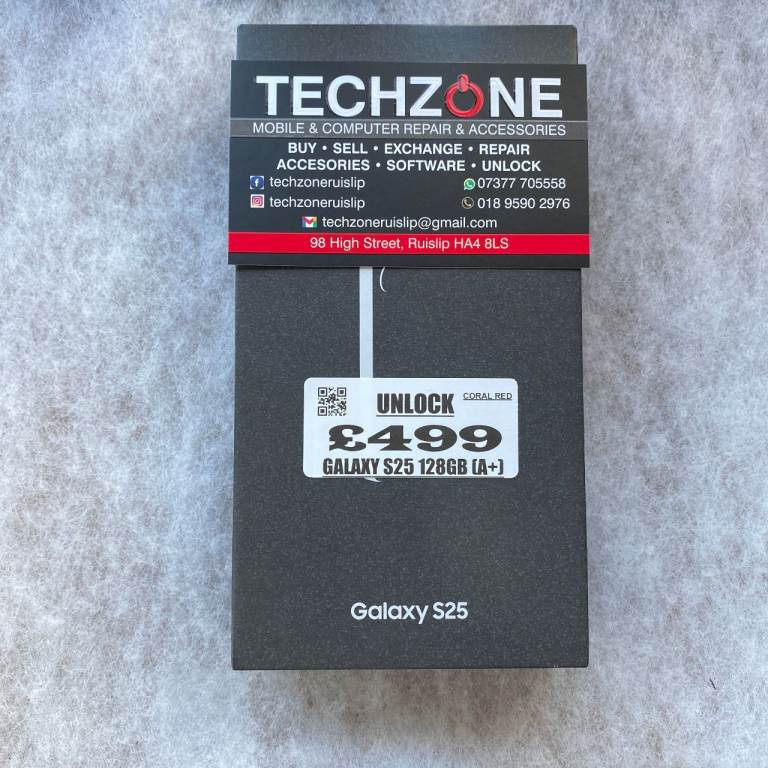 TECHZONE
MOBILE & COMPUTER REPAIR & ACCESSORIES
BUY • SELL • EXCHANGE • REPAIR
ACCESORIES • SOFTWARE • UNLOCK
techzoneruislip 07377 705558
techzoneruislip 018 9590 2976
techzoneruislip@gmail.com
98 High Street, Ruislip HA4 8LS
UNLOCK CORAL RED
£499
GALAXY S25 128GB (A+)
Galaxy S25